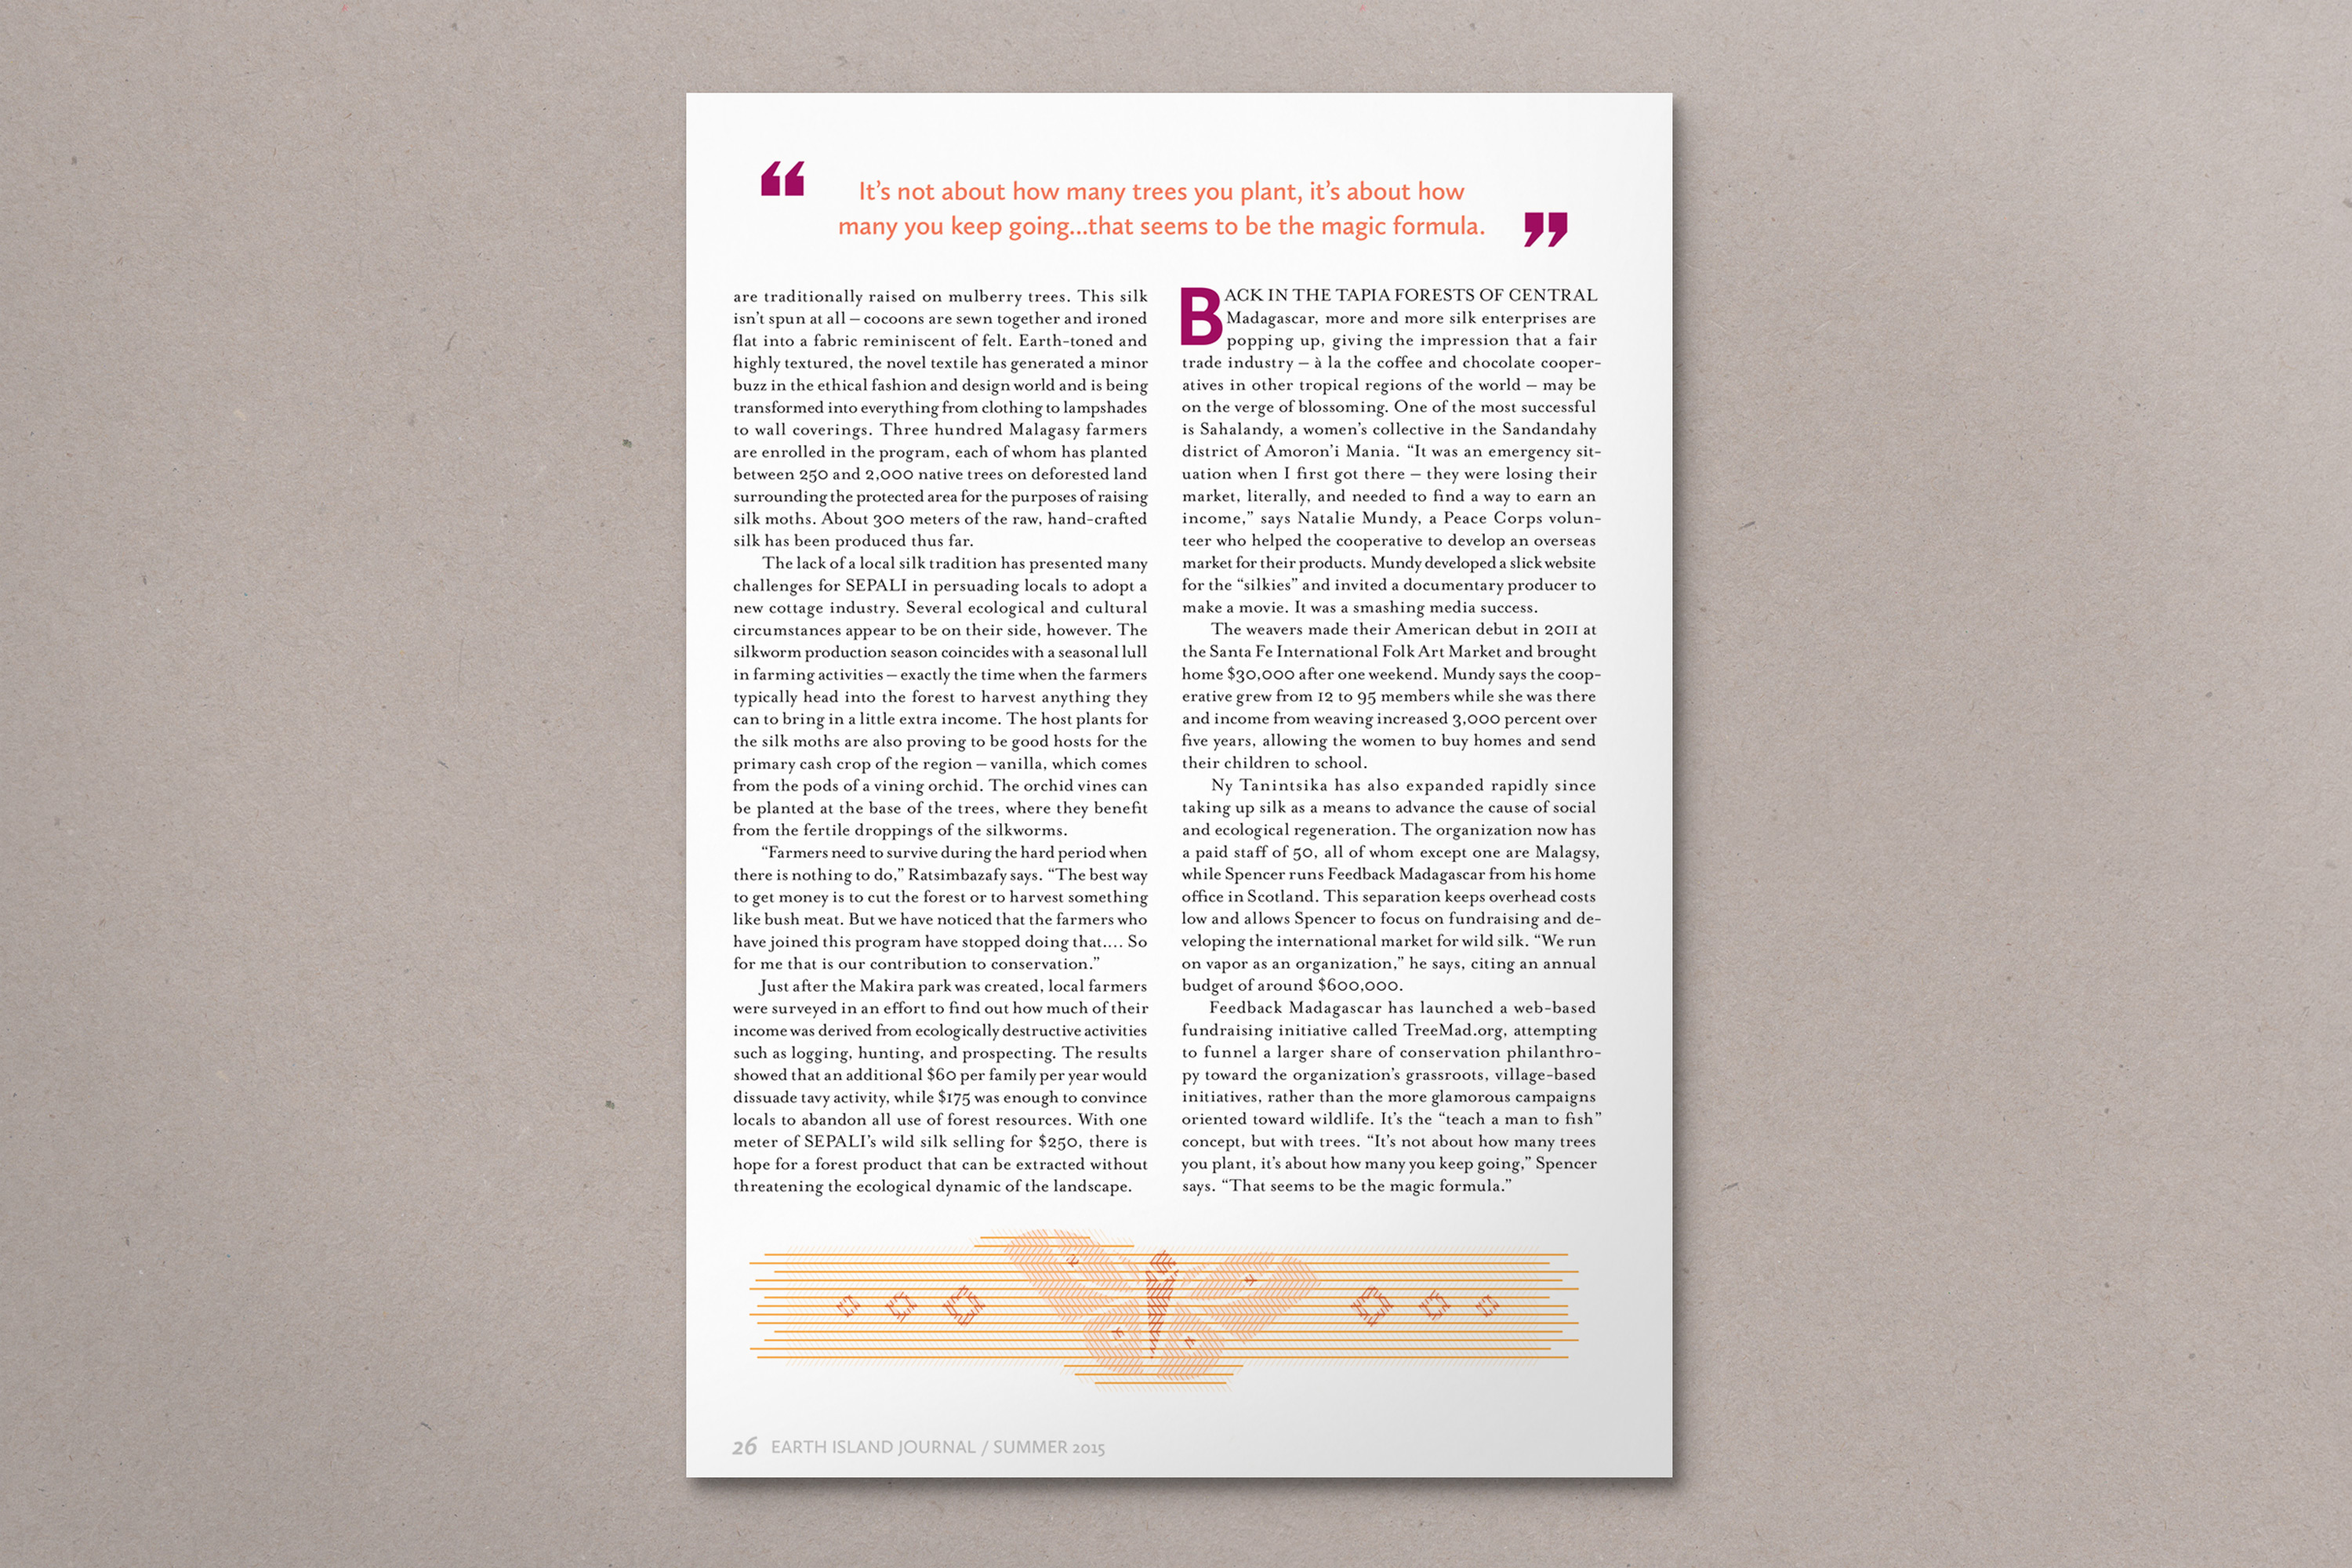 “
It’s not about how many trees you plant, it’s about how
many you keep going...that seems to be the magic formula.
”
are traditionally raised on mulberry trees. This silk
isn’t spun at all – cocoons are sewn together and ironed
flat into a fabric reminiscent of felt. Earth-toned and
highly textured, the novel textile has generated a minor
buzz in the ethical fashion and design world and is being
transformed into everything from clothing to lampshades
to wall coverings. Three hundred Malagasy farmers
are enrolled in the program, each of whom has planted
between 250 and 2,000 native trees on deforested land
surrounding the protected area for the purposes of raising
silk moths. About 300 meters of the raw, hand-crafted
silk has been produced thus far.
The lack of a local silk tradition has presented many
challenges for SEPALI in persuading locals to adopt a
new cottage industry. Several ecological and cultural
circumstances appear to be on their side, however. The
silkworm production season coincides with a seasonal lull
in farming activities – exactly the time when the farmers
typically head into the forest to harvest anything they
can to bring in a little extra income. The host plants for
the silk moths are also proving to be good hosts for the
primary cash crop of the region – vanilla, which comes
from the pods of a vining orchid. The orchid vines can
be planted at the base of the trees, where they benefit
from the fertile droppings of the silkworms.
“Farmers need to survive during the hard period when
there is nothing to do,” Ratsimbazafy says. “The best way
to get money is to cut the forest or to harvest something
like bush meat. But we have noticed that the farmers who
have joined this program have stopped doing that.... So
for me that is our contribution to conservation.”
Just after the Makira park was created, local farmers
were surveyed in an effort to find out how much of their
income was derived from ecologically destructive activities
such as logging, hunting, and prospecting. The results
showed that an additional $60 per family per year would
dissuade tavy activity, while $175 was enough to convince
locals to abandon all use of forest resources. With one
meter of SEPALI’s wild silk selling for $250, there is
hope for a forest product that can be extracted without
threatening the ecological dynamic of the landscape.
BACK IN THE TAPIA FORESTS OF CENTRAL
Madagascar, more and more silk enterprises are
popping up, giving the impression that a fair
trade industry – à la the coffee and chocolate cooper-
atives in other tropical regions of the world – may be
on the verge of blossoming. One of the most successful
is Sahalandy, a women’s collective in the Sandandahy
district of Amoron’i Mania. “It was an emergency sit-
uation when I first got there – they were losing their
market, literally, and needed to find a way to earn an
income,” says Natalie Mundy, a Peace Corps volun-
teer who helped the cooperative to develop an overseas
market for their products. Mundy developed a slick website
for the “silkies” and invited a documentary producer to
make a movie. It was a smashing media success.
The weavers made their American debut in 2011 at
the Santa Fe International Folk Art Market and brought
home $30,000 after one weekend. Mundy says the coop-
erative grew from 12 to 95 members while she was there
and income from weaving increased 3,000 percent over
five years, allowing the women to buy homes and send
their children to school.
Ny Tanintsika has also expanded rapidly since
taking up silk as a means to advance the cause of social
and ecological regeneration. The organization now has
a paid staff of 50, all of whom except one are Malagsy,
while Spencer runs Feedback Madagascar from his home
office in Scotland. This separation keeps overhead costs
low and allows Spencer to focus on fundraising and de-
veloping the international market for wild silk. “We run
on vapor as an organization,” he says, citing an annual
budget of around $600,000.
Feedback Madagascar has launched a web-based
fundraising initiative called TreeMad.org, attempting
to funnel a larger share of conservation philanthro-
py toward the organization’s grassroots, village-based
initiatives, rather than the more glamorous campaigns
oriented toward wildlife. It’s the “teach a man to fish”
concept, but with trees. “It’s not about how many trees
you plant, it’s about how many you keep going,” Spencer
says. “That seems to be the magic formula.”
26 EARTH ISLAND JOURNAL / SUMMER 2015